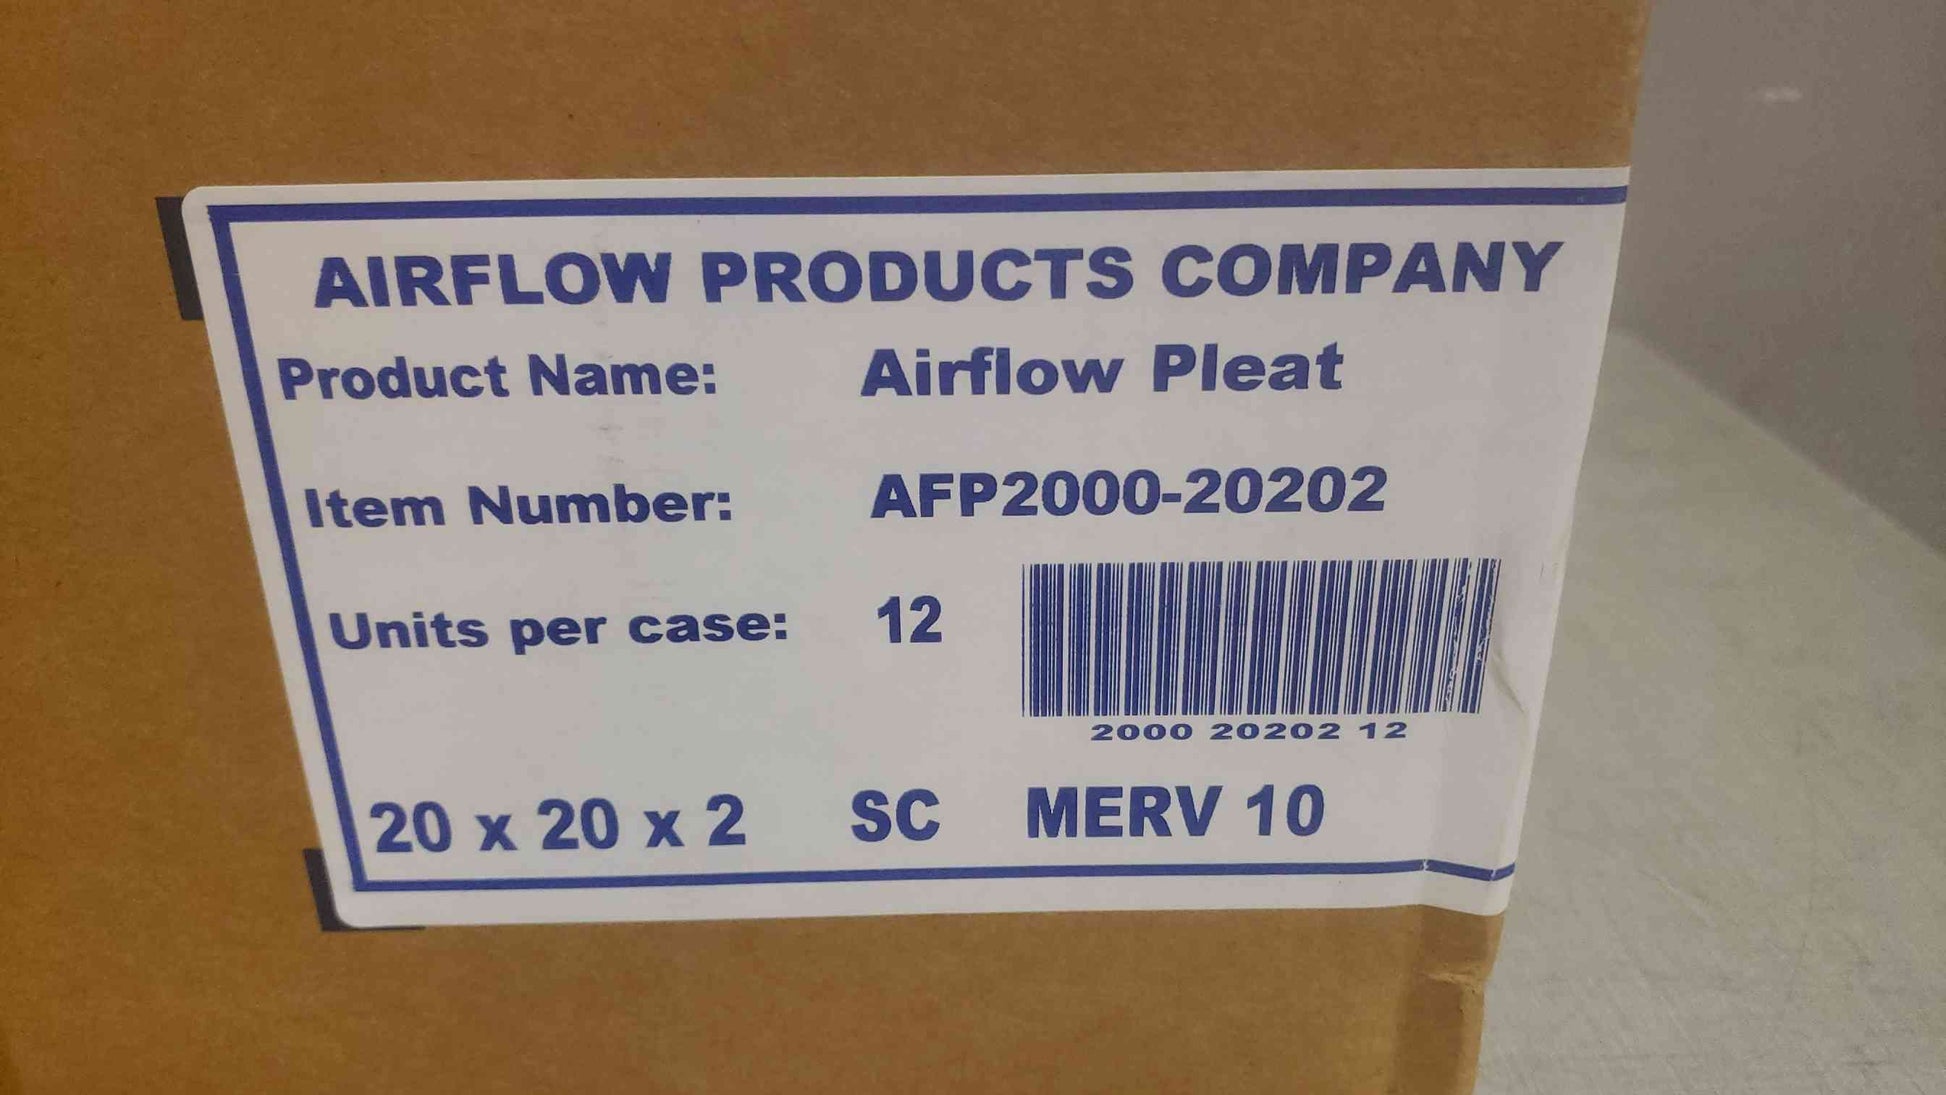 AIRFLOW PRODUCTS COMPANY
Product Name: Airflow Pleat
Item Number: AFP2000-20202
Units per case: 12
2000 20202 12
20 x 20 x 2 SC MERV 10